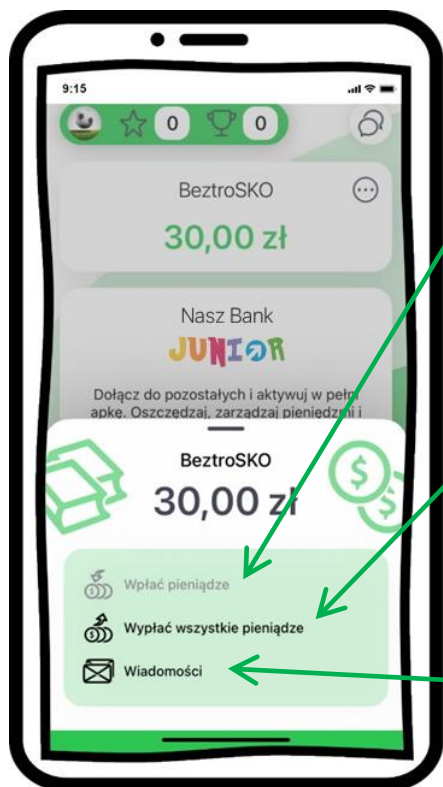 9:15
0 0
BeztroSKO
30,00 zł
Nasz Bank
JUNIOR
Dołącz do pozostałych i aktywuj w pełni
apkę. Oszczędzaj, zarządzaj pieniędzmi i
BeztroSKO
30,00 zł
Wpłać pieniądze
Wypłać wszystkie pieniądze
Wiadomości